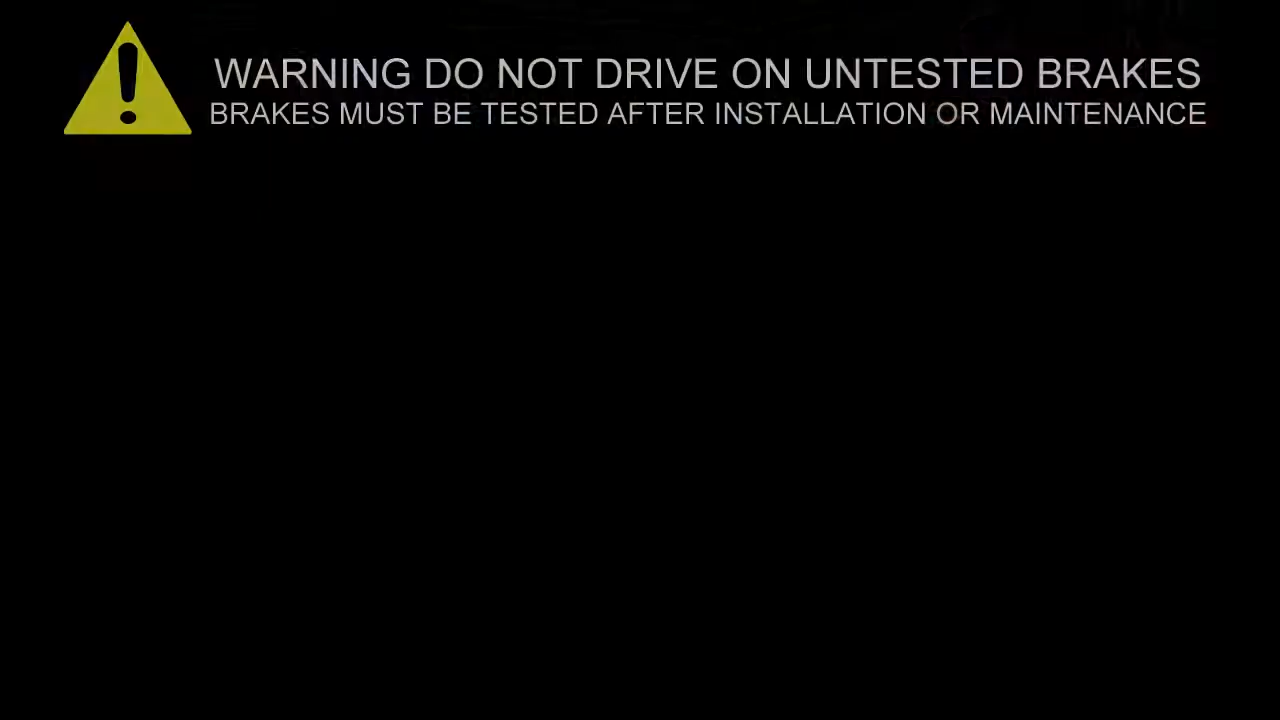 WARNING DO NOT DRIVE ON UNTESTED BRAKES
BRAKES MUST BE TESTED AFTER INSTALLATION OR MAINTENANCE